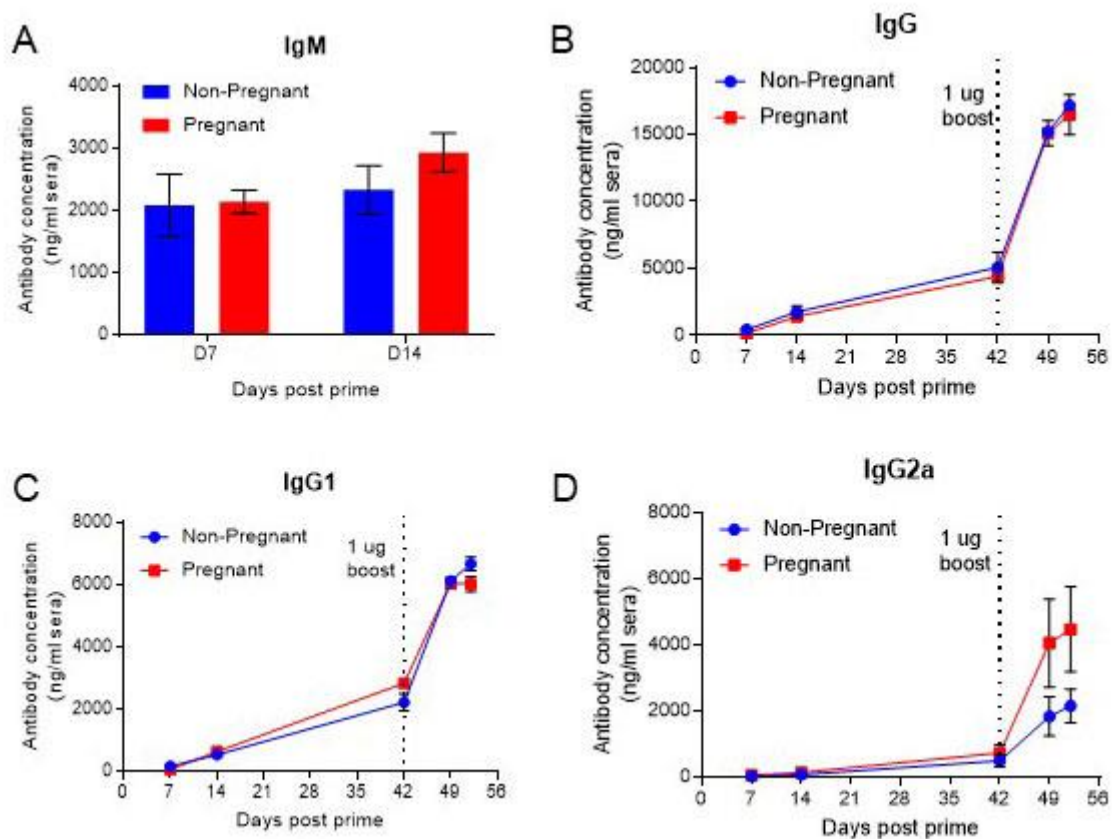 A
IgM
Non-Pregnant
Pregnant
Antibody concentration
(ng/ml sera)
4000
3000
2000
1000
0
D7 D14
Days post prime
B
IgG
Non-Pregnant
Pregnant
1 ug
boost
Antibody concentration
(ng/ml sera)
20000
15000
10000
5000
0
0 7 14 21 28 35 42 49 56
Days post prime
C
IgG1
Non-Pregnant
Pregnant
1 ug
boost
Antibody concentration
(ng/ml sera)
8000
6000
4000
2000
0
0 7 14 21 28 35 42 49 56
Days post prime
D
IgG2a
Non-Pregnant
Pregnant
1 ug
boost
Antibody concentration
(ng/ml sera)
8000
6000
4000
2000
0
0 7 14 21 28 35 42 49 56
Days post prime